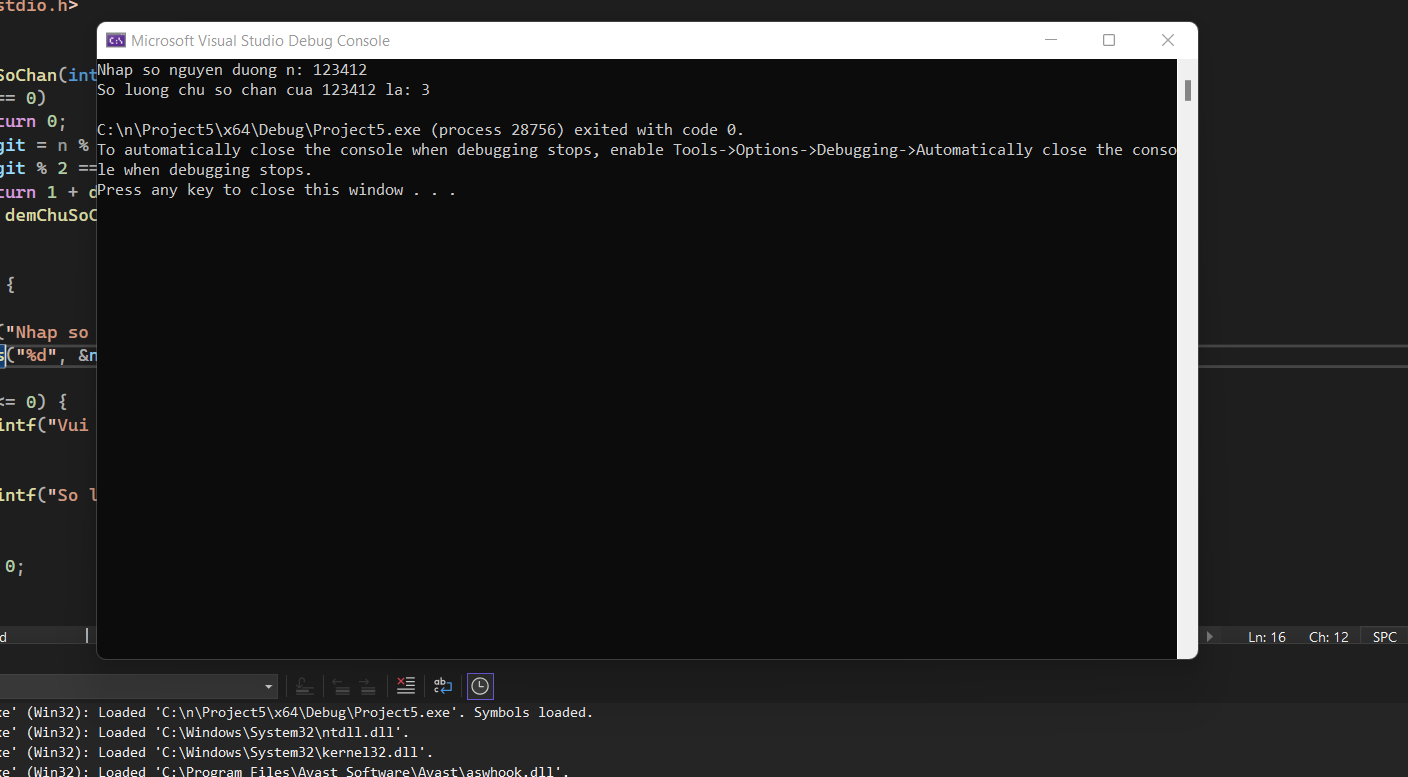 stdio.h>
Microsoft Visual Studio Debug Console
SoChan(int
== 0)
turn 0;
git = n %
git % 2 ==
turn 1 + d
demChuSoC
{
("Nhap so
s("%d", &n
<= 0) {
intf("Vui
intf("So l
0;
Nhap so nguyen duong n: 123412
So luong chu so chan cua 123412 la: 3
C:\n\Project5\x64\Debug\Project5.exe (process 28756) exited with code 0.
To automatically close the console when debugging stops, enable Tools->Options->Debugging->Automatically close the conso
le when debugging stops.
Press any key to close this window . . .
d
Ln: 16 Ch: 12 SPC
xe' (Win32): Loaded 'C:\n\Project5\x64\Debug\Project5.exe'. Symbols loaded.
xe' (Win32): Loaded 'C:\Windows\System32\ntdll.dll'.
xe' (Win32): Loaded 'C:\Windows\System32\kernel32.dll'.
xe' (Win32): Loaded 'C:\Program Files\Avast Software\Avast\aswhook.dll'.